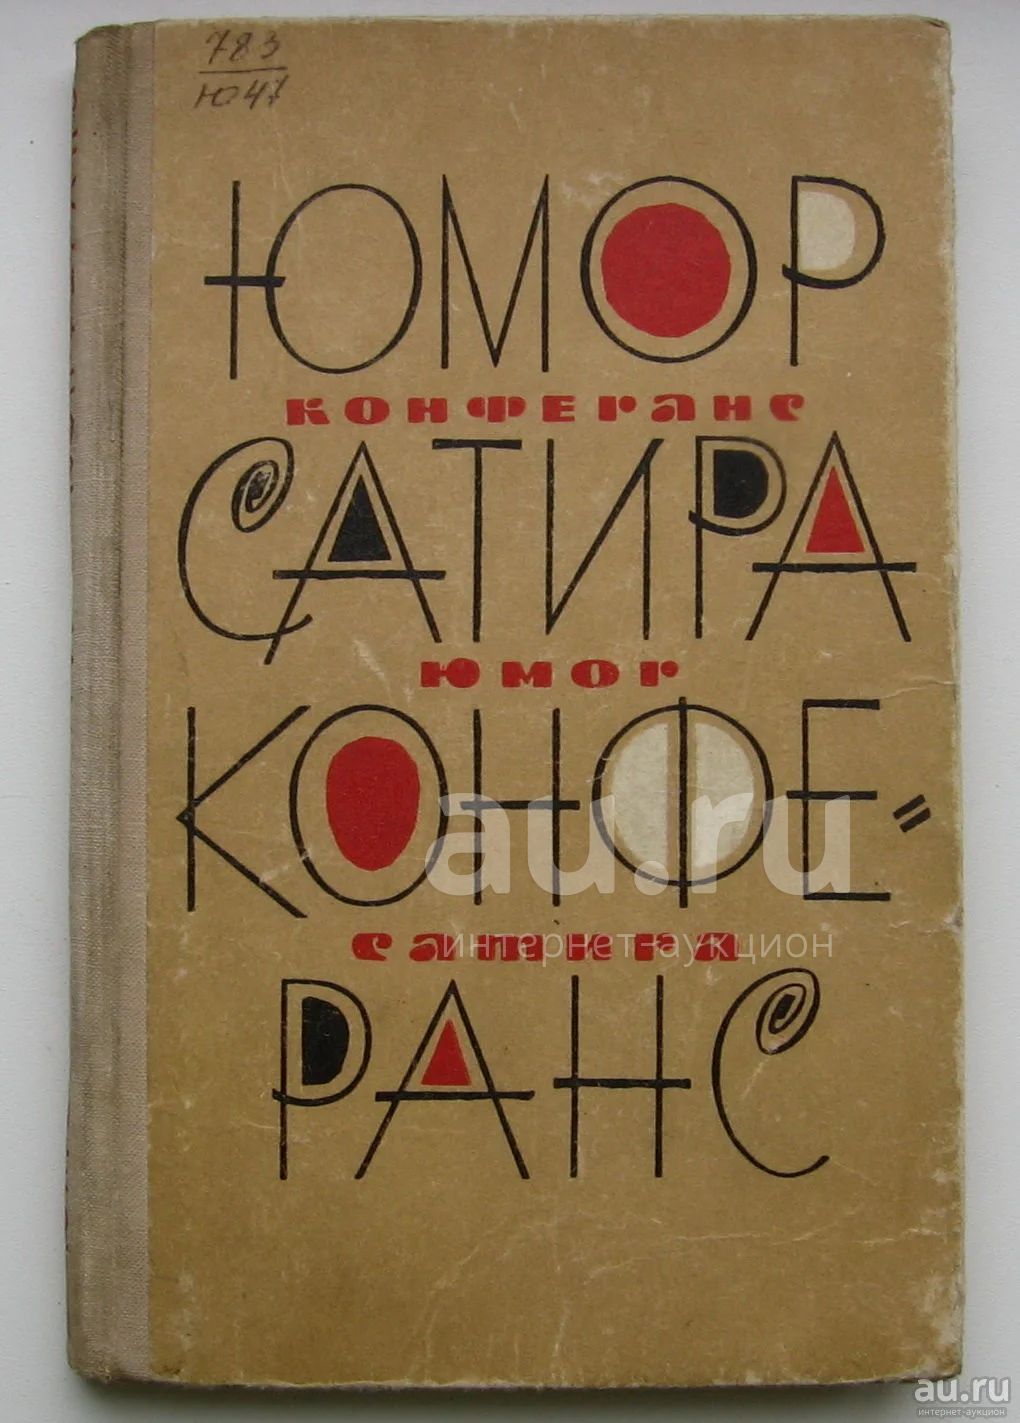 783
Ю47
ЮМОР
КОНФЕРАНС
САТИРА
ЮМОР
КОНФЕ=
au.ru
САТИРА
интернет-аукцион
РАНС
au.ru
интернет-аукцион